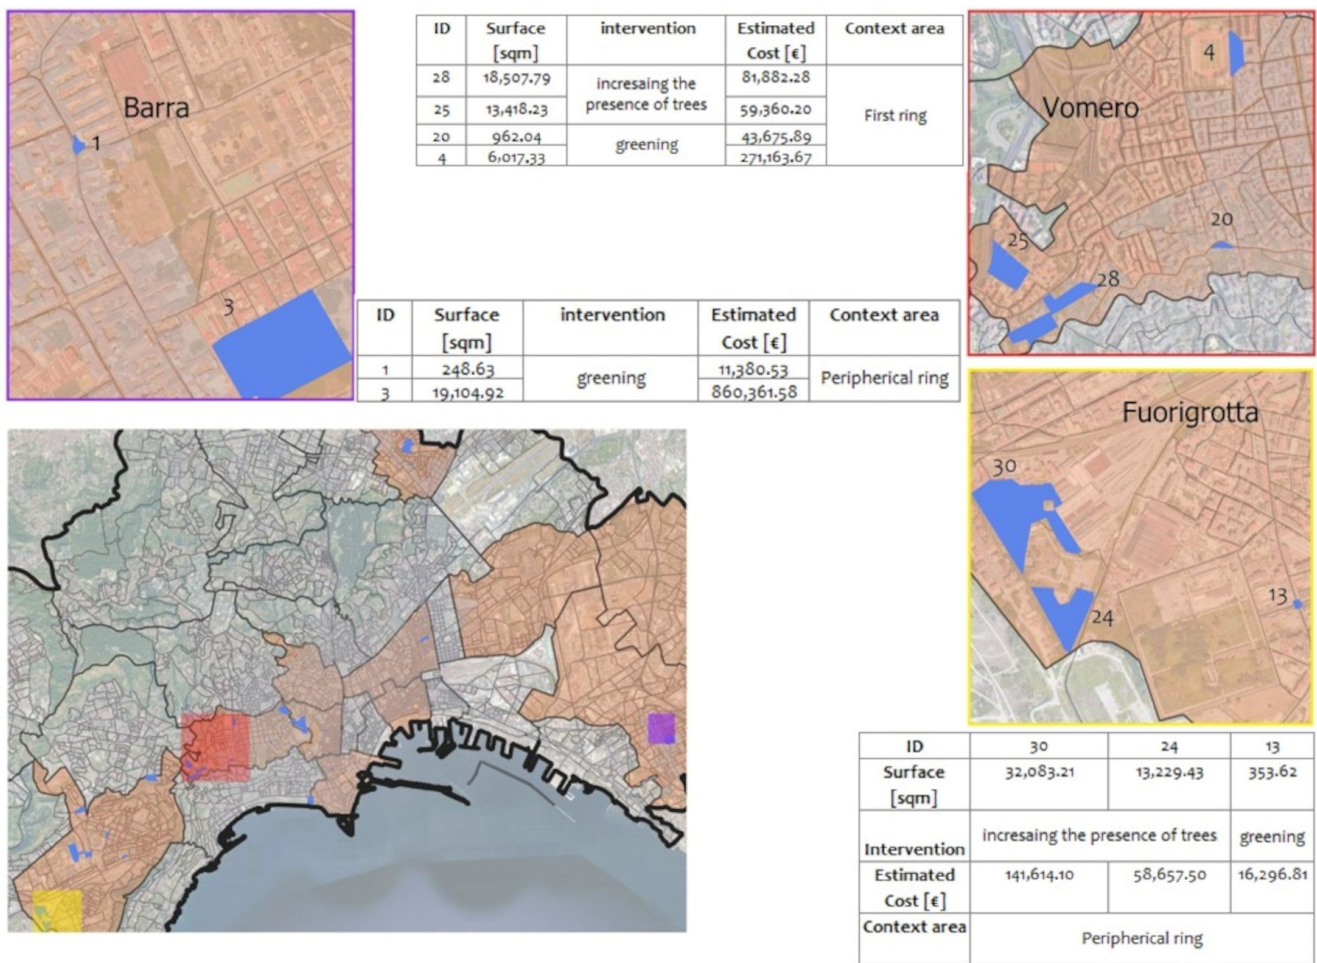 Barra
1
3
ID Surface [sqm] intervention Estimated Cost [€] Context area
28 18,507.79 incresaing the presence of trees 81,882.28 First ring
25 13,418.23 59,360.20
20 962.04 greening 43,675.89
4 6,017.33 271,163.67
Vomero
4
20
25
28
ID Surface [sqm] intervention Estimated Cost [€] Context area
1 248.63 greening 11,380.53 Peripherical ring
3 19,104.92 860,361.58
Fuorigrotta
30
13
24
ID 30 24 13
Surface [sqm] 32,083.21 13,229.43 353.62
Intervention incresaing the presence of trees greening
Estimated Cost [€] 141,614.10 58,657.50 16,296.81
Context area Peripherical ring